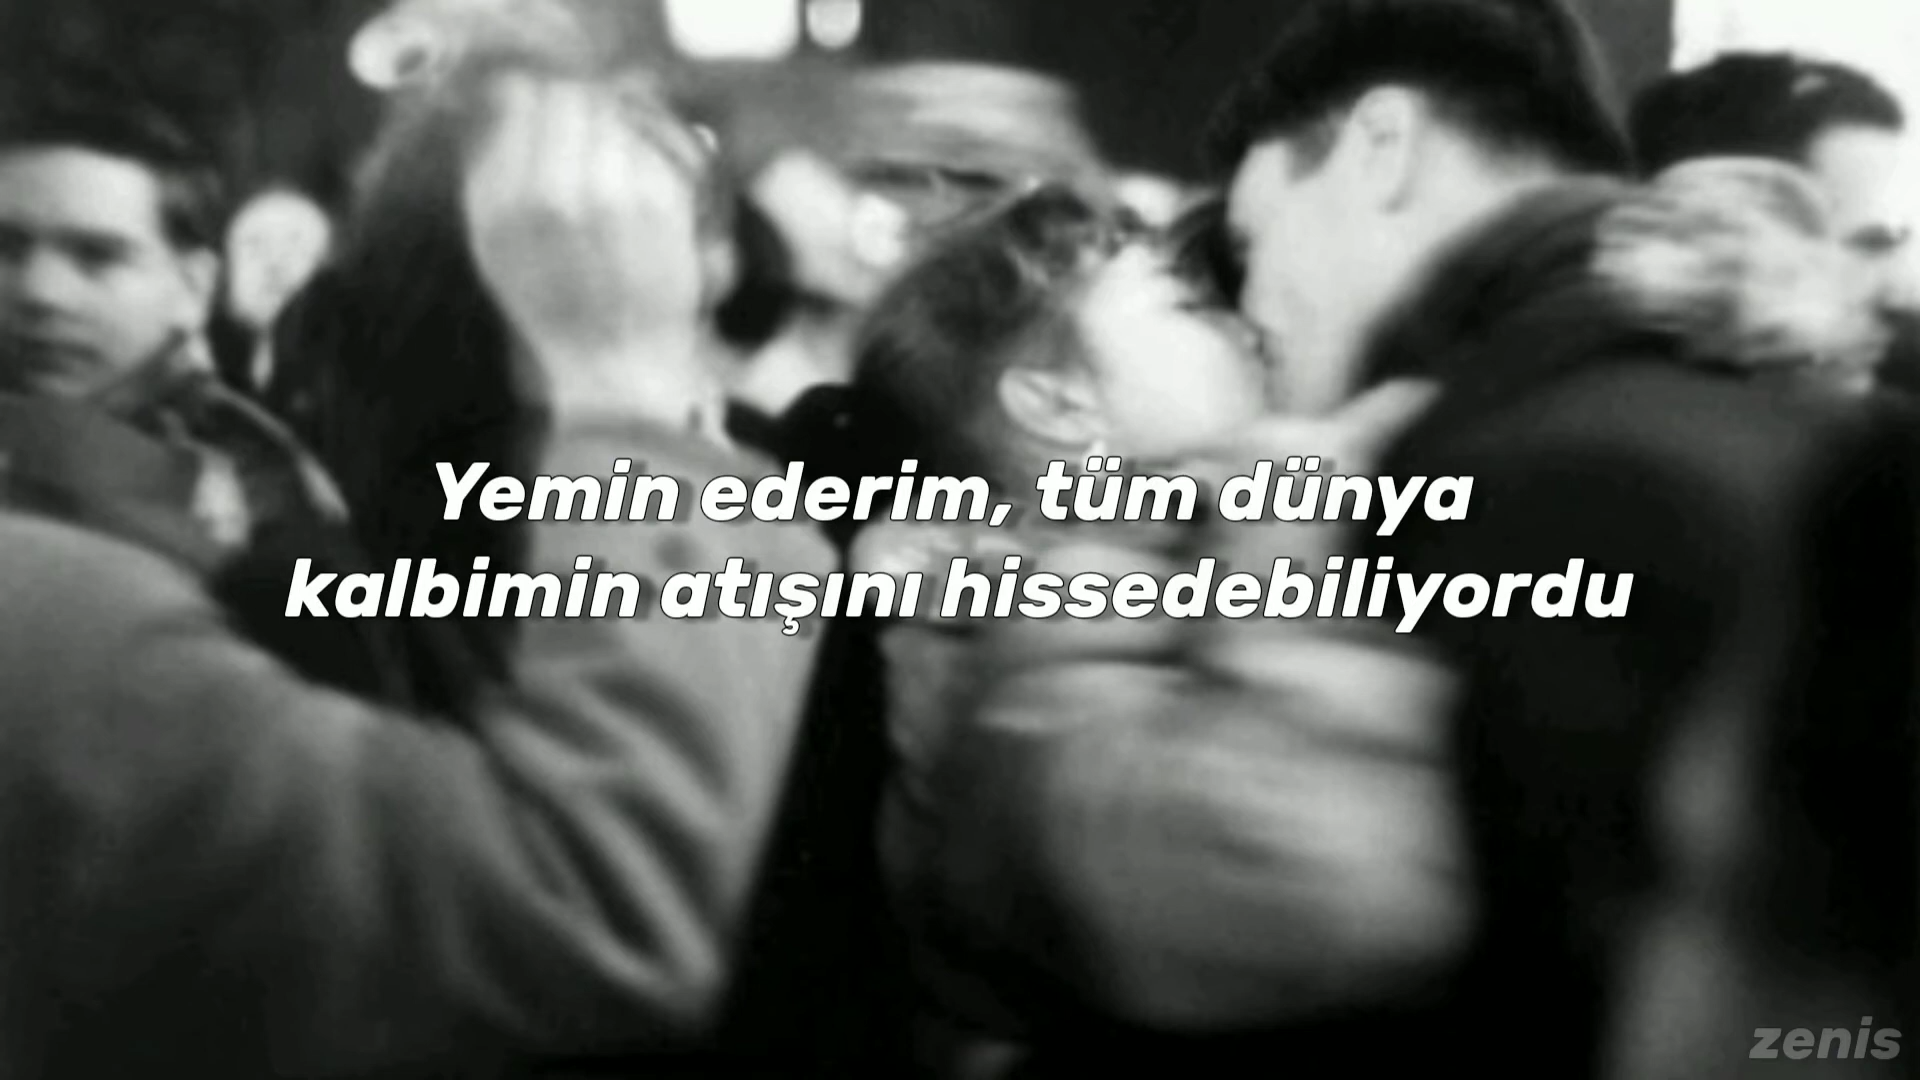 Yemin ederim, tüm dünya
kalbimin atışını hissedebiliyordu
zenis